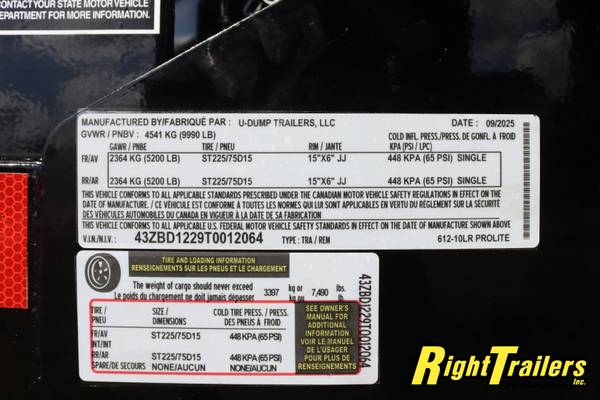 CONTACT YOUR STATE MOTOR VEHICLE
DEPARTMENT FOR MORE INFORMATION.
MANUFACTURED BY/FABRIQUÉ PAR : U-DUMP TRAILERS, LLC DATE : 09/2025
GVWR / PNBV : 4541 KG (9990 LB) COLD INFL. PRESS./PRESS. DE GONFL. À FROID
GAWR / PNBE TIRE / PNEU RIM / JANTE KPA (PSI / LPC)
FR/AV 2364 KG (5200 LB) ST225/75D15 15"X6" JJ 448 KPA (65 PSI) SINGLE
RR/AR 2364 KG (5200 LB) ST225/75D15 15"X6" JJ 448 KPA (65 PSI) SINGLE
THIS VEHICLE CONFORMS TO ALL APPLICABLE STANDARDS PRESCRIBED UNDER THE CANADIAN MOTOR VEHICLE SAFETY REGULATIONS IN EFFECT ON THE
DATE OF MANUFACTURE. / CE VÉHICULE EST CONFORME À TOUTES LES NORMES QUI LUI SONT APPLICABLES EN VERTU DU RÈGLEMENT SUR LA SÉCURITÉ
DES VÉHICULES AUTOMOBILES DU CANADA EN VIGUEUR À LA DATE DE SA FABRICATION
THIS VEHICLE CONFORMS TO ALL APPLICABLE U.S. FEDERAL MOTOR VEHICLE SAFETY STANDARDS IN EFFECT ON THE DATE OF MANUFACTURE SHOWN ABOVE.
V.I.N./N.I.V. : 43ZBD1229T0012064 TYPE : TRA / REM 612-10LR PROLITE
TIRE AND LOADING INFORMATION
RENSEIGNEMENTS SUR LES PNEUS ET LE CHARGEMENT
The weight of cargo should never exceed 3397 kg or 7,490 lbs.
Le poids du chargement ne doit jamais dépasser kg ou lb.
TIRE / SIZE / COLD TIRE PRESS. / PRESS.
PNEU DIMENSIONS DES PNEUS À FROID
FR/AV ST225/75D15 448 KPA (65 PSI)
INT/INT
RR/AR ST225/75D15 448 KPA (65 PSI)
SPARE/DE SECOURS NONE/AUCUN NONE/AUCUN
SEE OWNER'S
MANUAL FOR
ADDITIONAL
INFORMATION
VOIR LE MANUEL
DE L'USAGER
POUR PLUS DE
RENSEIGNEMENTS
43ZBD1229T0012064
RIGHTTRAILERS
Inc.